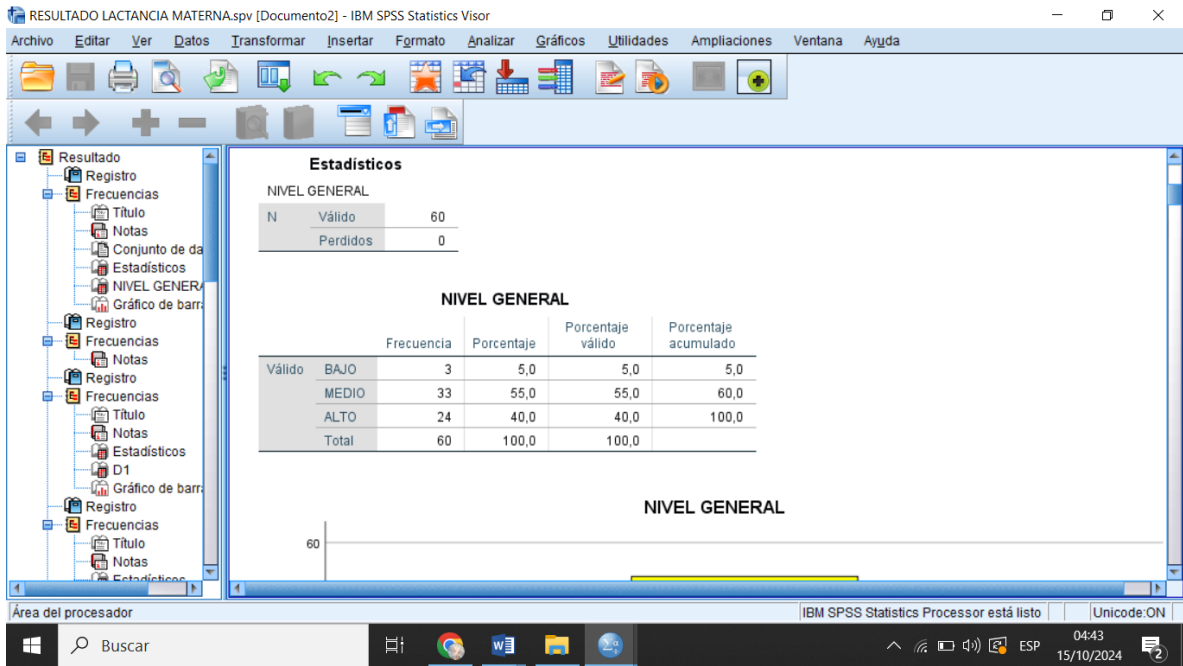 RESULTADO LACTANCIA MATERNA.spv [Documento2] - IBM SPSS Statistics Visor
Archivo Editar Ver Datos Transformar Insertar Formato Analizar Gráficos Utilidades Ampliaciones Ventana Ayuda
Resultado
Registro
Frecuencias
Título
Notas
Conjunto de da
Estadísticos
NIVEL GENER
Gráfico de barr
Registro
Frecuencias
Notas
Registro
Frecuencias
Título
Notas
Estadísticos
D1
Gráfico de barr
Registro
Frecuencias
Título
Notas
Estadísticos
Estadísticos
NIVEL GENERAL
N Válido 60
Perdidos 0
NIVEL GENERAL
Frecuencia Porcentaje Porcentaje válido Porcentaje acumulado
Válido BAJO 3 5,0 5,0 5,0
MEDIO 33 55,0 55,0 60,0
ALTO 24 40,0 40,0 100,0
Total 60 100,0 100,0
NIVEL GENERAL
60
Área del procesador IBM SPSS Statistics Processor está listo Unicode:ON
Buscar ESP 04:43
15/10/2024 2